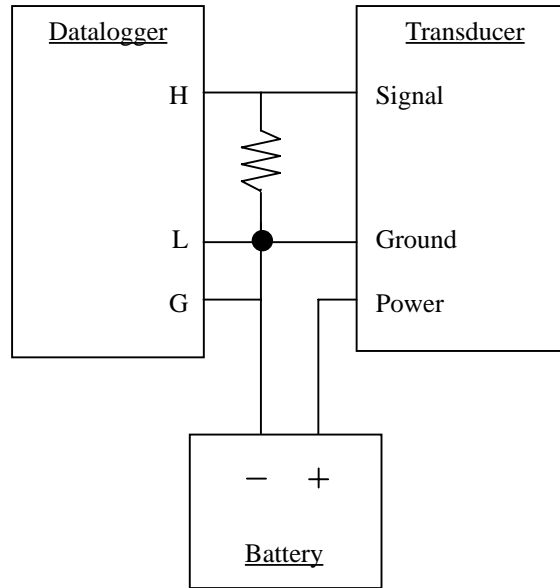 Datalogger
Transducer
H
Signal
L
Ground
G
Power
− +
Battery